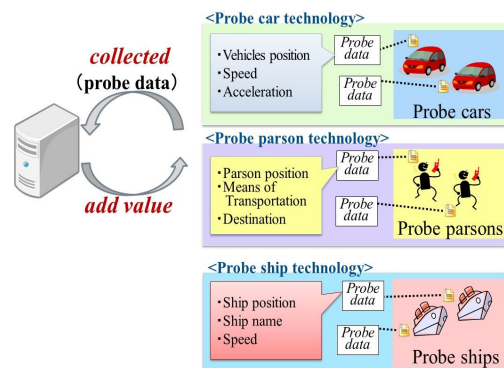 collected
(probe data)
add value
<Probe car technology>
・Vehicles position
・Speed
・Acceleration
Probe
data
Probe
data
Probe cars
<Probe parson technology>
・Parson position
・Means of
Transportation
・Destination
Probe
data
Probe
data
Probe parsons
<Probe ship technology>
・Ship position
・Ship name
・Speed
Probe
data
Probe
data
Probe ships